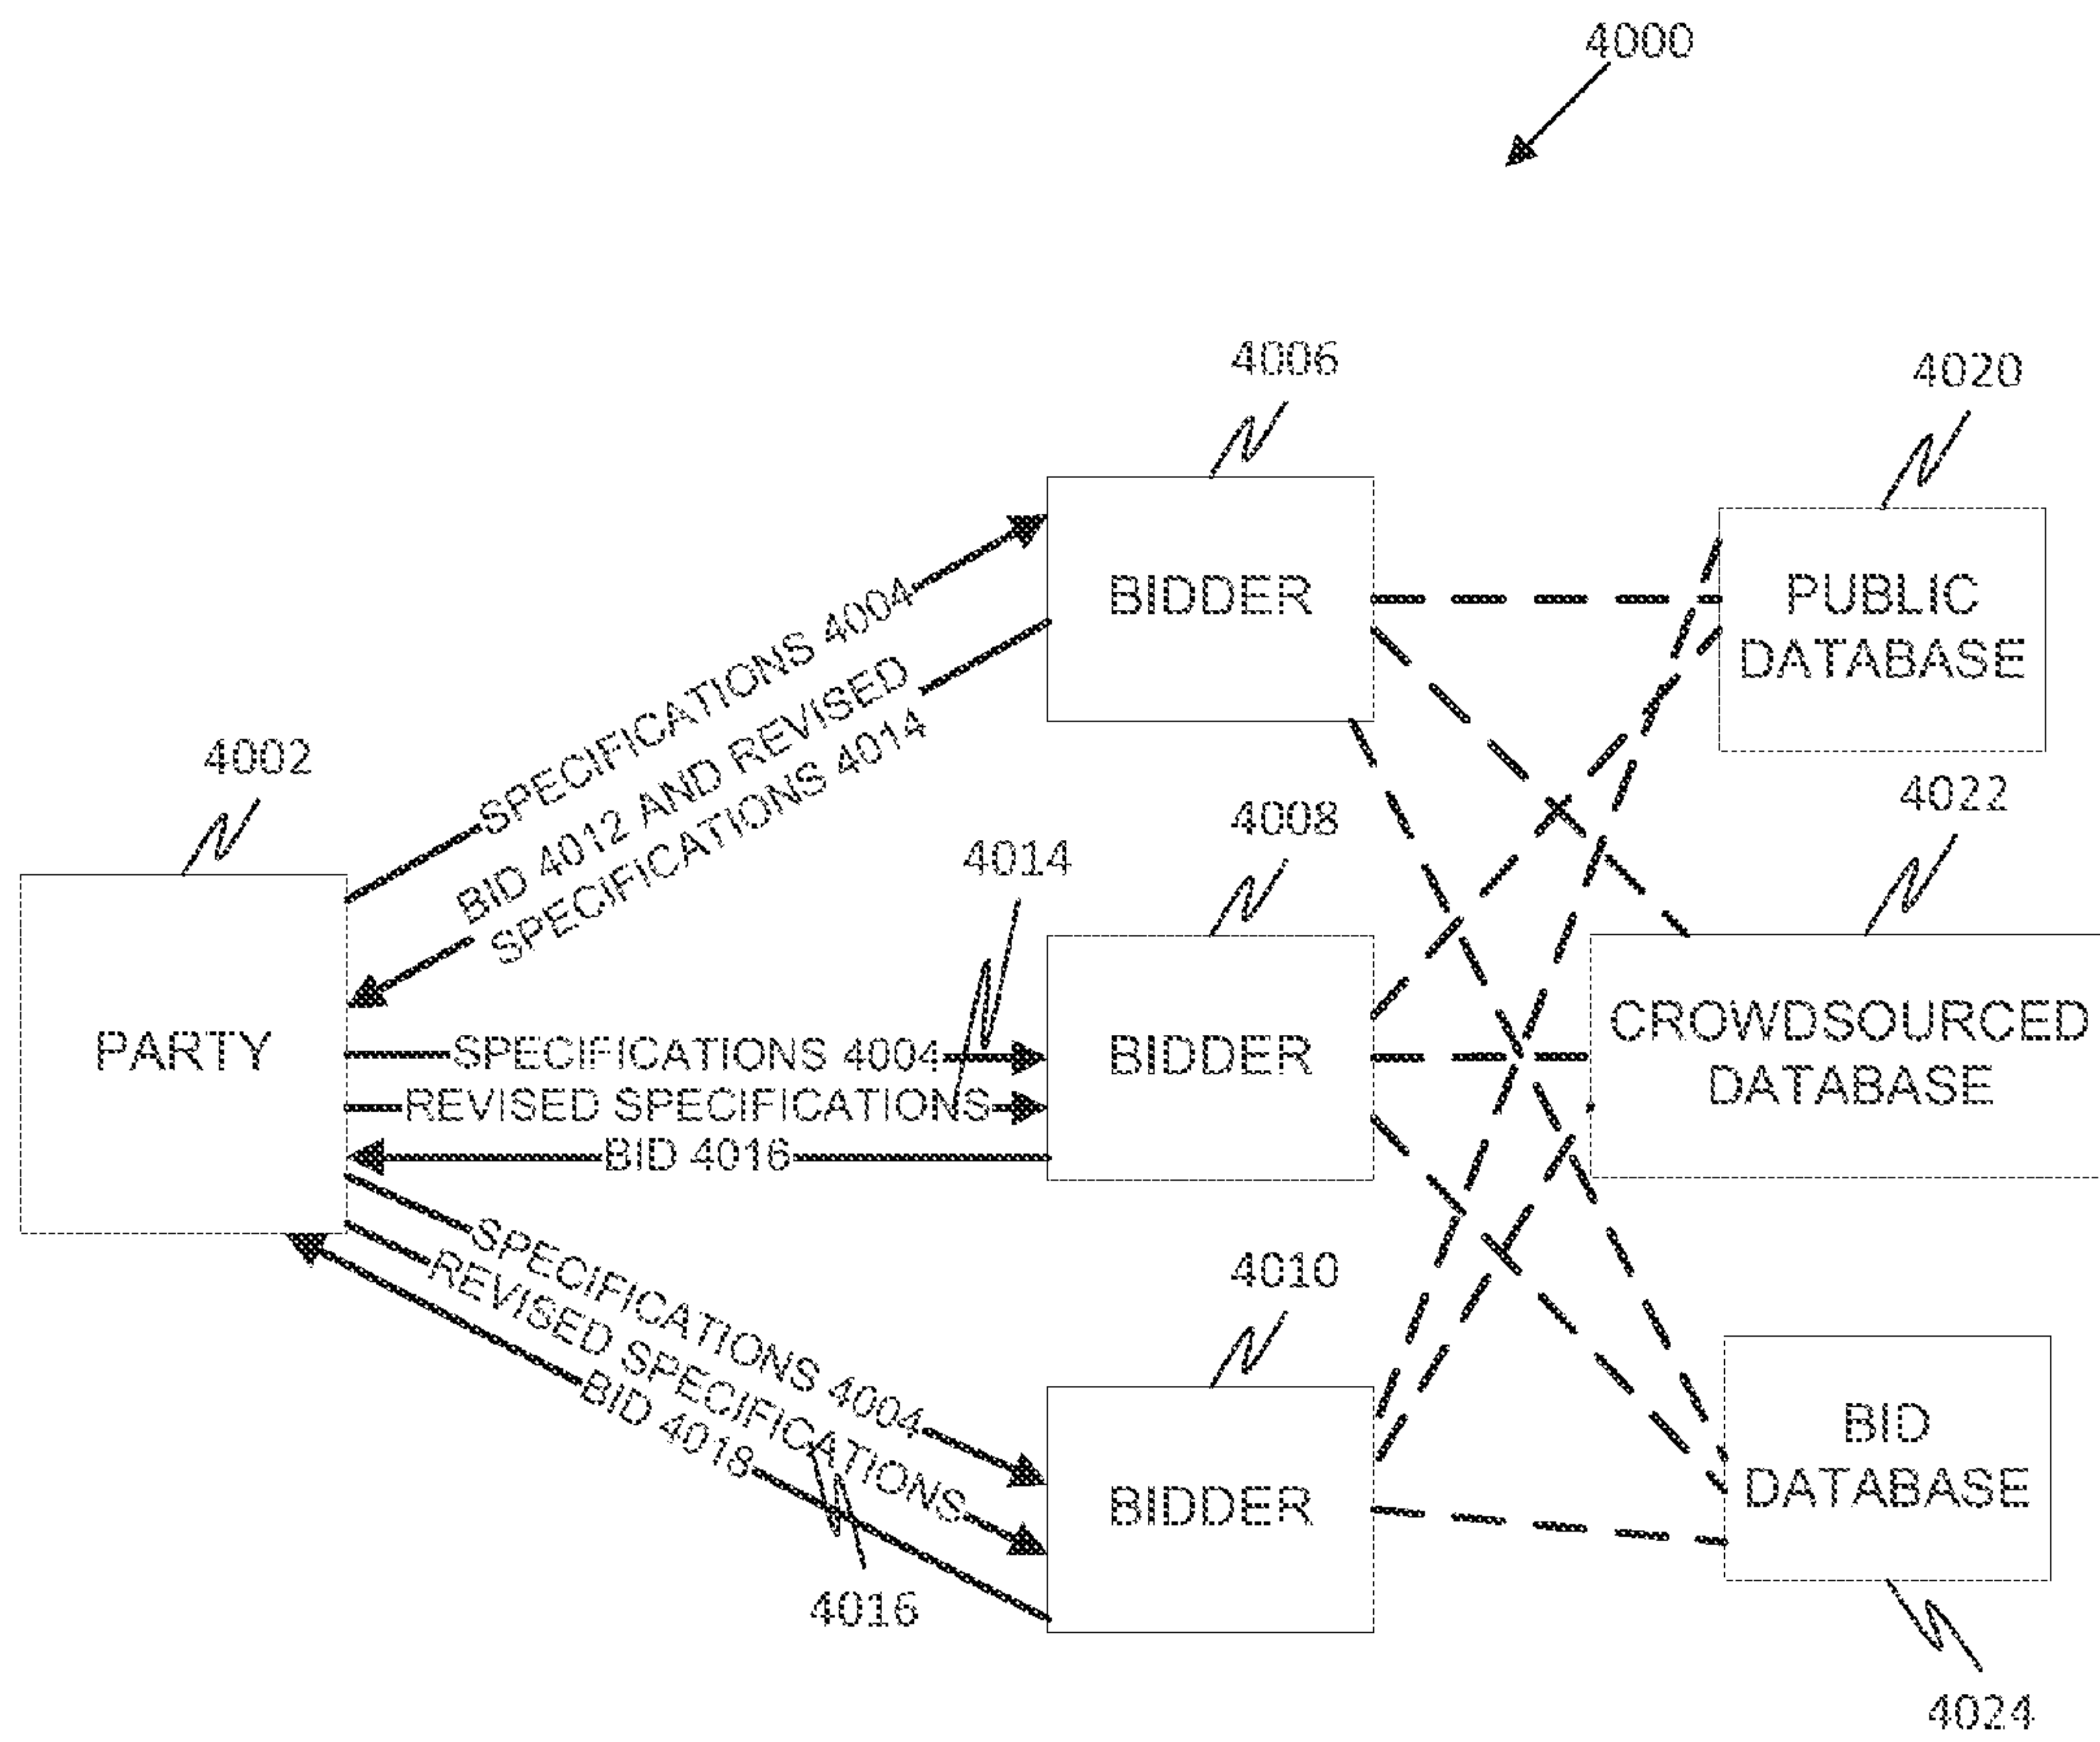 4000
4006
4020
BIDDER
PUBLIC
DATABASE
SPECIFICATIONS 4004
BID 4012 AND REVISED
SPECIFICATIONS 4014
4002
4014
4008
4022
PARTY
SPECIFICATIONS 4004
REVISED SPECIFICATIONS
BID 4016
BIDDER
CROWDSOURCED
DATABASE
SPECIFICATIONS 4004
REVISED SPECIFICATIONS
BID 4018
4016
4010
BIDDER
BID
DATABASE
4024